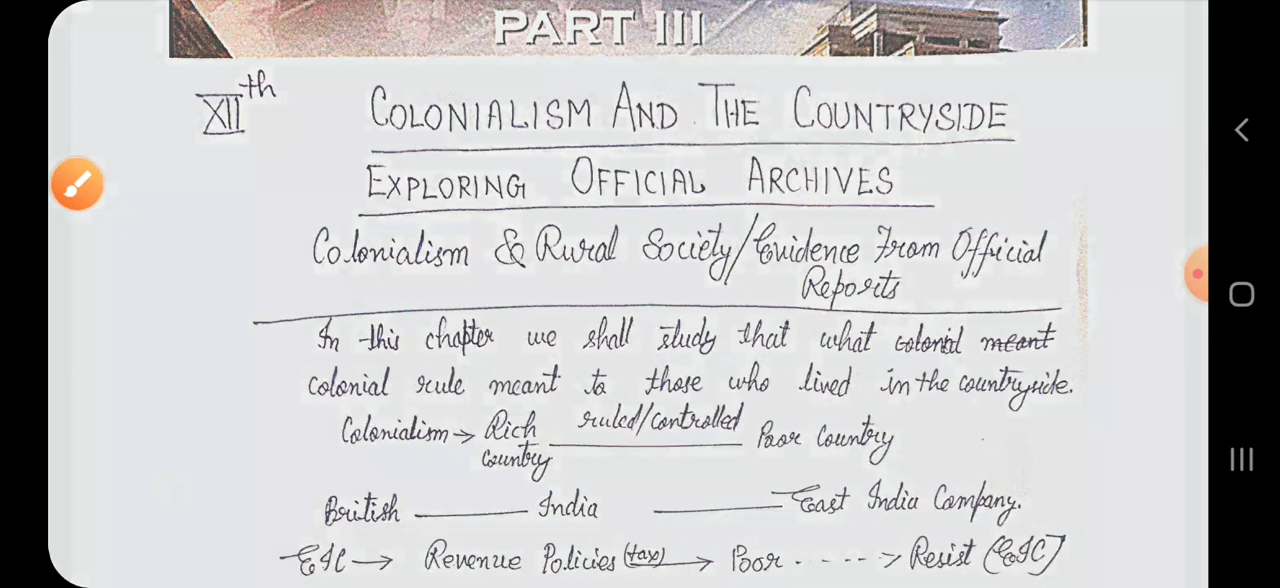 PART III
XIIth COLONIALISM AND THE COUNTRYSIDE
EXPLORING OFFICIAL ARCHIVES
Colonialism & Rural Society/Evidence From Official
Reports
In this chapter we shall study that what colonial meant
colonial rule meant to those who lived in the countryside.
Colonialism → Rich ruled/controlled Poor Country
Country
British —— India —— East India Company.
EIC → Revenue Policies (tax) → Poor ----- > Resist (EIC)